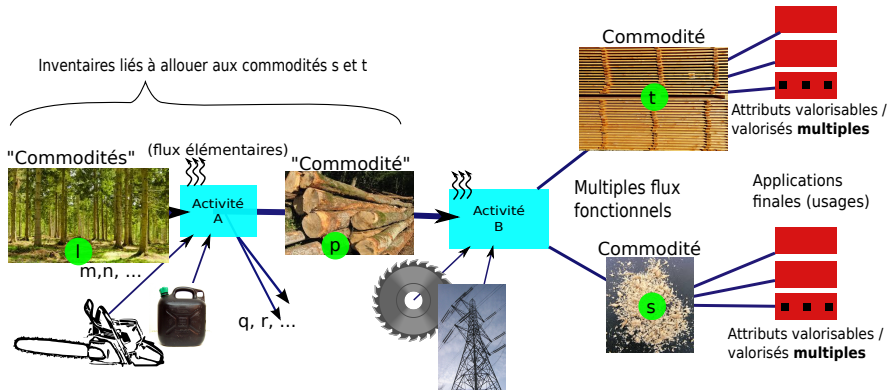 Inventaires liés à allouer aux commodités s et t
"Commodités"
(flux élémentaires)
"Commodité"
Activité
A
l
p
m,n, ...
q, r, ...
Activité
B
Commodité
t
Attributs valorisables /
valorisés multiples
Multiples flux
fonctionnels
Applications
finales (usages)
Commodité
s
Attributs valorisables /
valorisés multiples